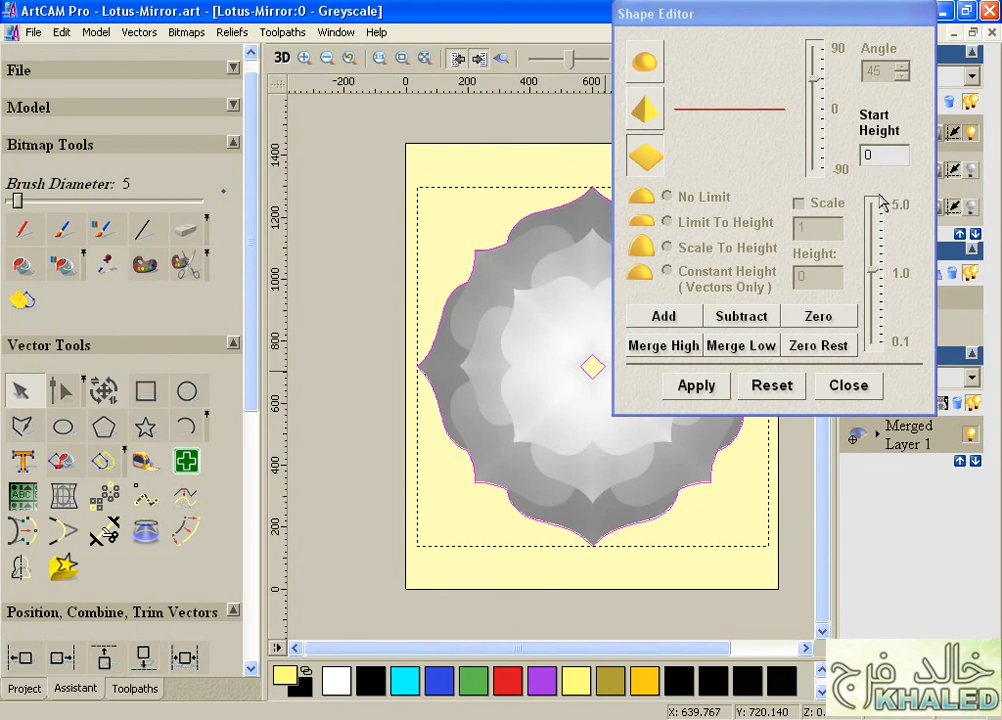 ArtCAM Pro - Lotus-Mirror.art - [Lotus-Mirror:0 - Greyscale]
File Edit Model Vectors Bitmaps Reliefs Toolpaths Window Help
3D
-200 0 200 400 600
File
Model
Bitmap Tools
Brush Diameter: 5
Vector Tools
ABC
Position, Combine, Trim Vectors
Project Assistant Toolpaths
1400
1200
1000
800
600
400
200
0
Shape Editor
90
0
-90
Angle
45
Start
Height
0
No Limit
Limit To Height
Scale To Height
Constant Height
( Vectors Only )
Scale
1
Height:
0
5.0
1.0
0.1
Add Subtract Zero
Merge High Merge Low Zero Rest
Apply Reset Close
Merged
Layer 1
X: 639.767 Y: 720.140 Z: 0.
خالد فرج
KHALED